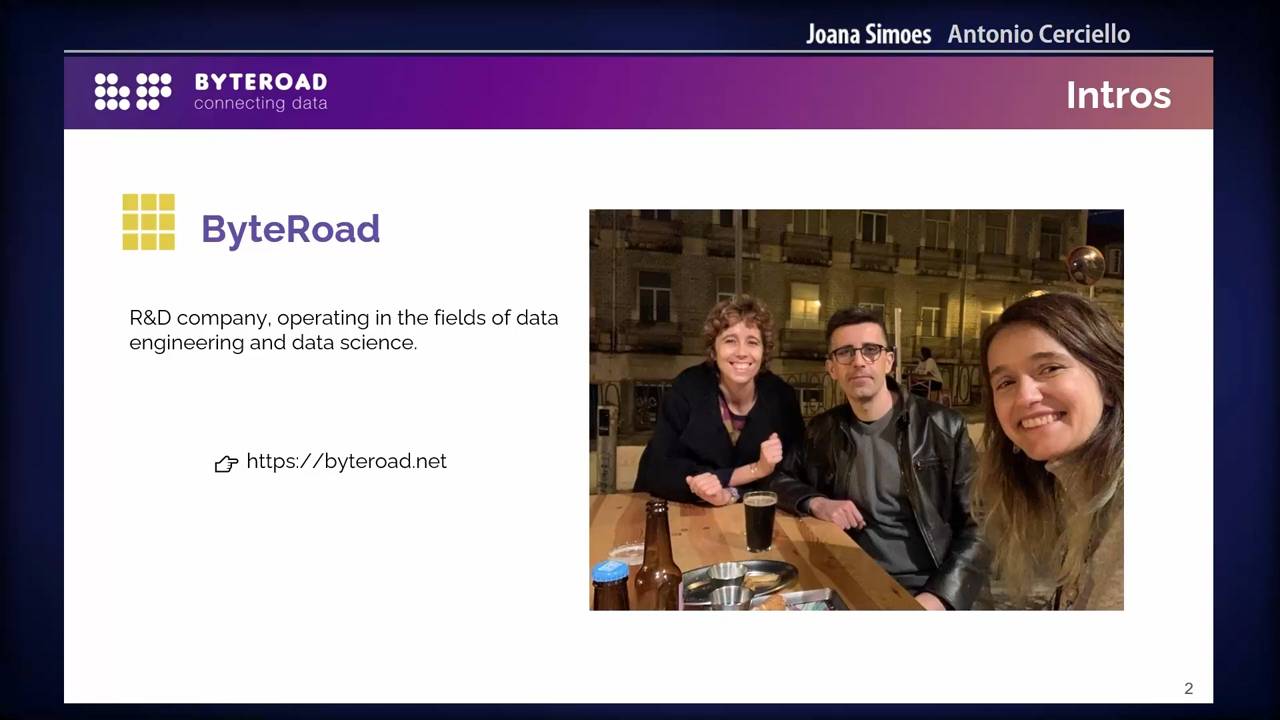 Joana Simoes Antonio Cerciello
BYTEROAD
connecting data
Intros
ByteRoad
R&D company, operating in the fields of data
engineering and data science.
https://byteroad.net
2